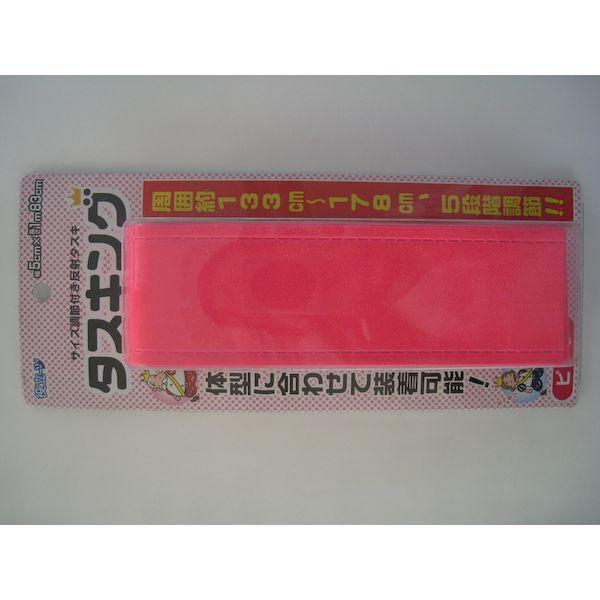 幅5cm×長さ1m83cm
サイズ調節付き反射タスキ
タスキング
周囲約133cm~178cm、5段階調節!!
体型に合わせて装着可能!
ピ